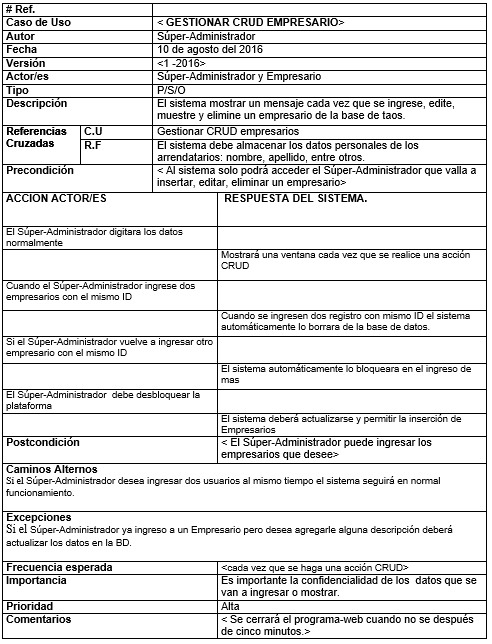 # Ref.
Caso de Uso < GESTIONAR CRUD EMPRESARIO>
Autor Súper-Administrador
Fecha 10 de agosto del 2016
Versión <1 -2016>
Actor/es Súper-Administrador y Empresario
Tipo P/S/O
Descripción El sistema mostrar un mensaje cada vez que se ingrese, edite,
muestre y elimine un empresario de la base de taos.
Referencias C.U Gestionar CRUD empresarios
Cruzadas R.F El sistema debe almacenar los datos personales de los
arrendatarios: nombre, apellido, entre otros.
Precondición < Al sistema solo podrá acceder el Súper-Administrador que valla a
insertar, editar, eliminar un empresario>
ACCION ACTOR/ES RESPUESTA DEL SISTEMA.
El Súper-Administrador digitara los datos
normalmente
Mostrará una ventana cada vez que se realice una acción
CRUD
Cuando el Súper-Administrador ingrese dos
empresarios con el mismo ID
Cuando se ingresen dos registro con mismo ID el sistema
automáticamente lo borrara de la base de datos.
Si el Súper-Administrador vuelve a ingresar otro
empresario con el mismo ID
El sistema automáticamente lo bloqueara en el ingreso de
mas
El Súper-Administrador debe desbloquear la
plataforma
El sistema deberá actualizarse y permitir la inserción de
Empresarios
Postcondición < El Súper-Administrador puede ingresar los
empresarios que desee>
Caminos Alternos
Si el Súper-Administrador desea ingresar dos usuarios al mismo tiempo el sistema seguirá en normal
funcionamiento.
Excepciones
Si el Súper-Administrador ya ingreso a un Empresario pero desea agregarle alguna descripción deberá
actualizar los datos en la BD.
Frecuencia esperada <cada vez que se haga una acción CRUD>
Importancia Es importante la confidencialidad de los datos que se
van a ingresar o mostrar.
Prioridad Alta
Comentarios < Se cerrará el programa-web cuando no se después
de cinco minutos.>